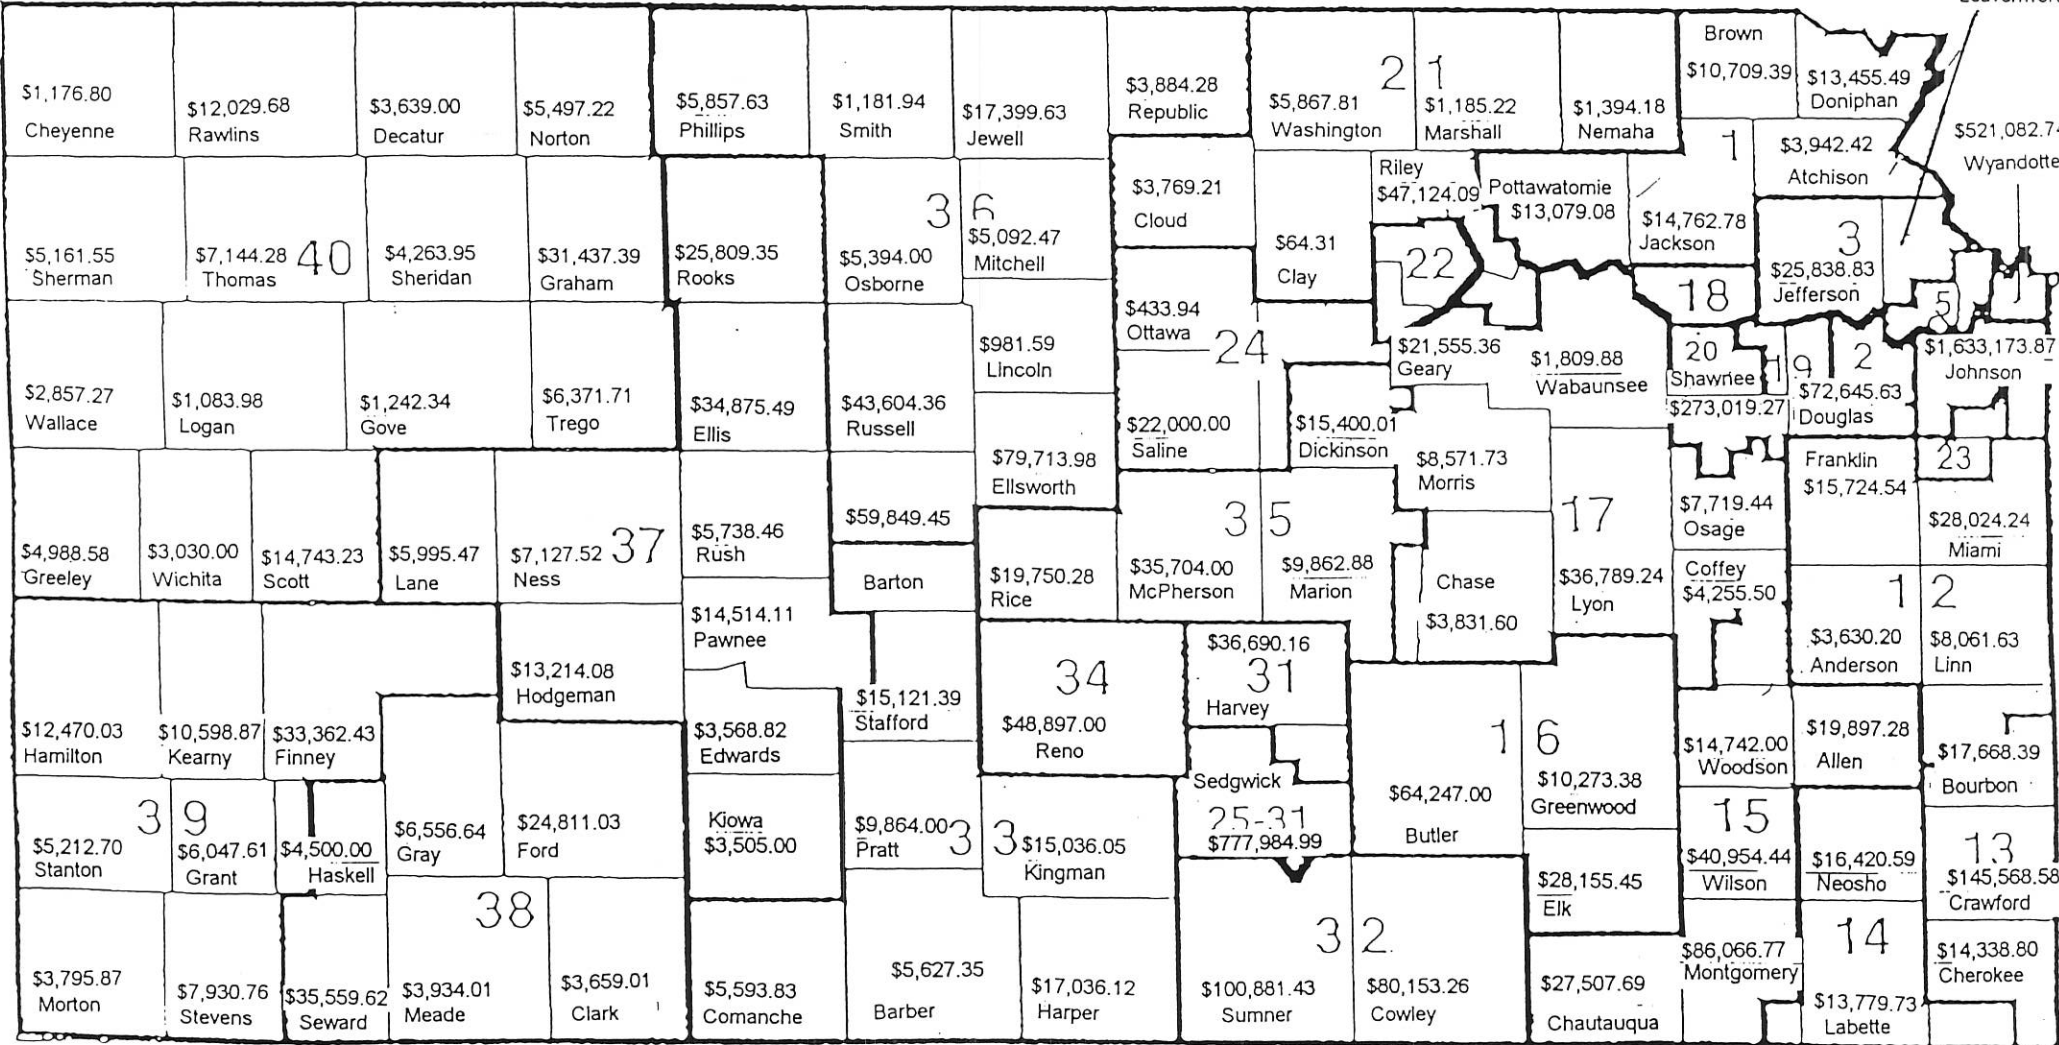 $1,176.80
Cheyenne
$12,029.68
Rawlins
$3,639.00
Decatur
$5,497.22
Norton
$5,857.63
Phillips
$1,181.94
Smith
$17,399.63
Jewell
$3,884.28
Republic
$5,867.81
Washington
21
$1,185.22
Marshall
$1,394.18
Nemaha
Brown
$10,709.39
$13,455.49
Doniphan
$521,082.74
Wyandotte
$5,161.55
Sherman
$7,144.28
Thomas
40
$4,263.95
Sheridan
$31,437.39
Graham
$25,809.35
Rooks
$5,394.00
Osborne
36
$5,092.47
Mitchell
$3,769.21
Cloud
$64.31
Clay
Riley
$47,124.09
Pottawatomie
$13,079.08
$14,762.78
Jackson
1
$3,942.42
Atchison
22
18
3
$25,838.83
Jefferson
5
$2,857.27
Wallace
$1,083.98
Logan
$1,242.34
Gove
$6,371.71
Trego
$34,875.49
Ellis
$43,604.36
Russell
$981.59
Lincoln
$433.94
Ottawa
24
$22,000.00
Saline
$15,400.01
Dickinson
$21,555.36
Geary
$1,809.88
Wabaunsee
20
Shawnee
$273,019.27
19
2
$72,645.63
Douglas
$1,633,173.87
Johnson
$79,713.98
Ellsworth
$8,571.73
Morris
Franklin
$15,724.54
23
$4,988.58
Greeley
$3,030.00
Wichita
$14,743.23
Scott
$5,995.47
Lane
$7,127.52
Ness
37
$5,738.46
Rush
$59,849.45
Barton
$19,750.28
Rice
$35,704.00
McPherson
35
$9,862.88
Marion
Chase
$3,831.60
17
$36,789.24
Lyon
$7,719.44
Osage
Coffey
$4,255.50
$28,024.24
Miami
12
$3,630.20
Anderson
$8,061.63
Linn
$12,470.03
Hamilton
$10,598.87
Kearny
$33,362.43
Finney
$13,214.08
Hodgeman
$14,514.11
Pawnee
$3,568.82
Edwards
$15,121.39
Stafford
34
$48,897.00
Reno
$36,690.16
31
Harvey
Sedgwick
25-31
$777,984.99
16
$64,247.00
Butler
$10,273.38
Greenwood
$14,742.00
Woodson
$19,897.28
Allen
$17,668.39
Bourbon
$5,212.70
Stanton
39
$6,047.61
Grant
$4,500.00
Haskell
$6,556.64
Gray
$24,811.03
Ford
Kiowa
$3,505.00
$9,864.00
Pratt
33
$15,036.05
Kingman
$28,155.45
Elk
15
$40,954.44
Wilson
$16,420.59
Neosho
13
$145,568.58
Crawford
$3,795.87
Morton
$7,930.76
Stevens
$35,559.62
Seward
38
$3,934.01
Meade
$3,659.01
Clark
$5,593.83
Comanche
$5,627.35
Barber
$17,036.12
Harper
32
$100,881.43
Sumner
$80,153.26
Cowley
$27,507.69
Chautauqua
$86,066.77
Montgomery
14
$13,779.73
Labette
$14,338.80
Cherokee